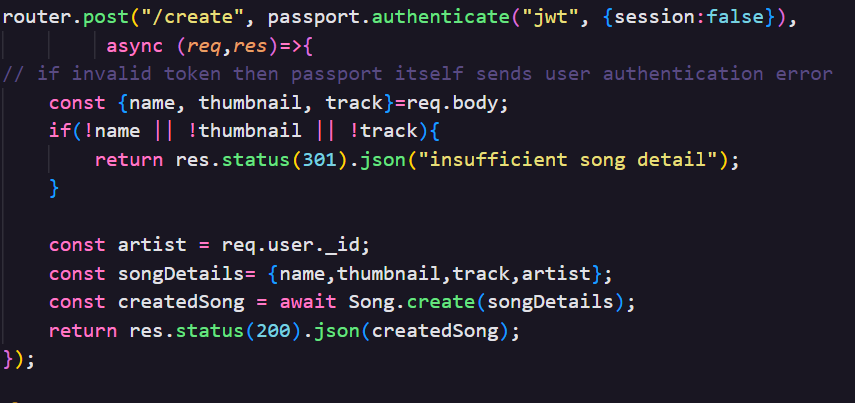 router.post("/create", passport.authenticate("jwt", {session:false}),
async (req,res)=>{
// if invalid token then passport itself sends user authentication error
const {name, thumbnail, track}=req.body;
if(!name || !thumbnail || !track){
return res.status(301).json("insufficient song detail");
}
const artist = req.user._id;
const songDetails= {name,thumbnail,track,artist};
const createdSong = await Song.create(songDetails);
return res.status(200).json(createdSong);
});